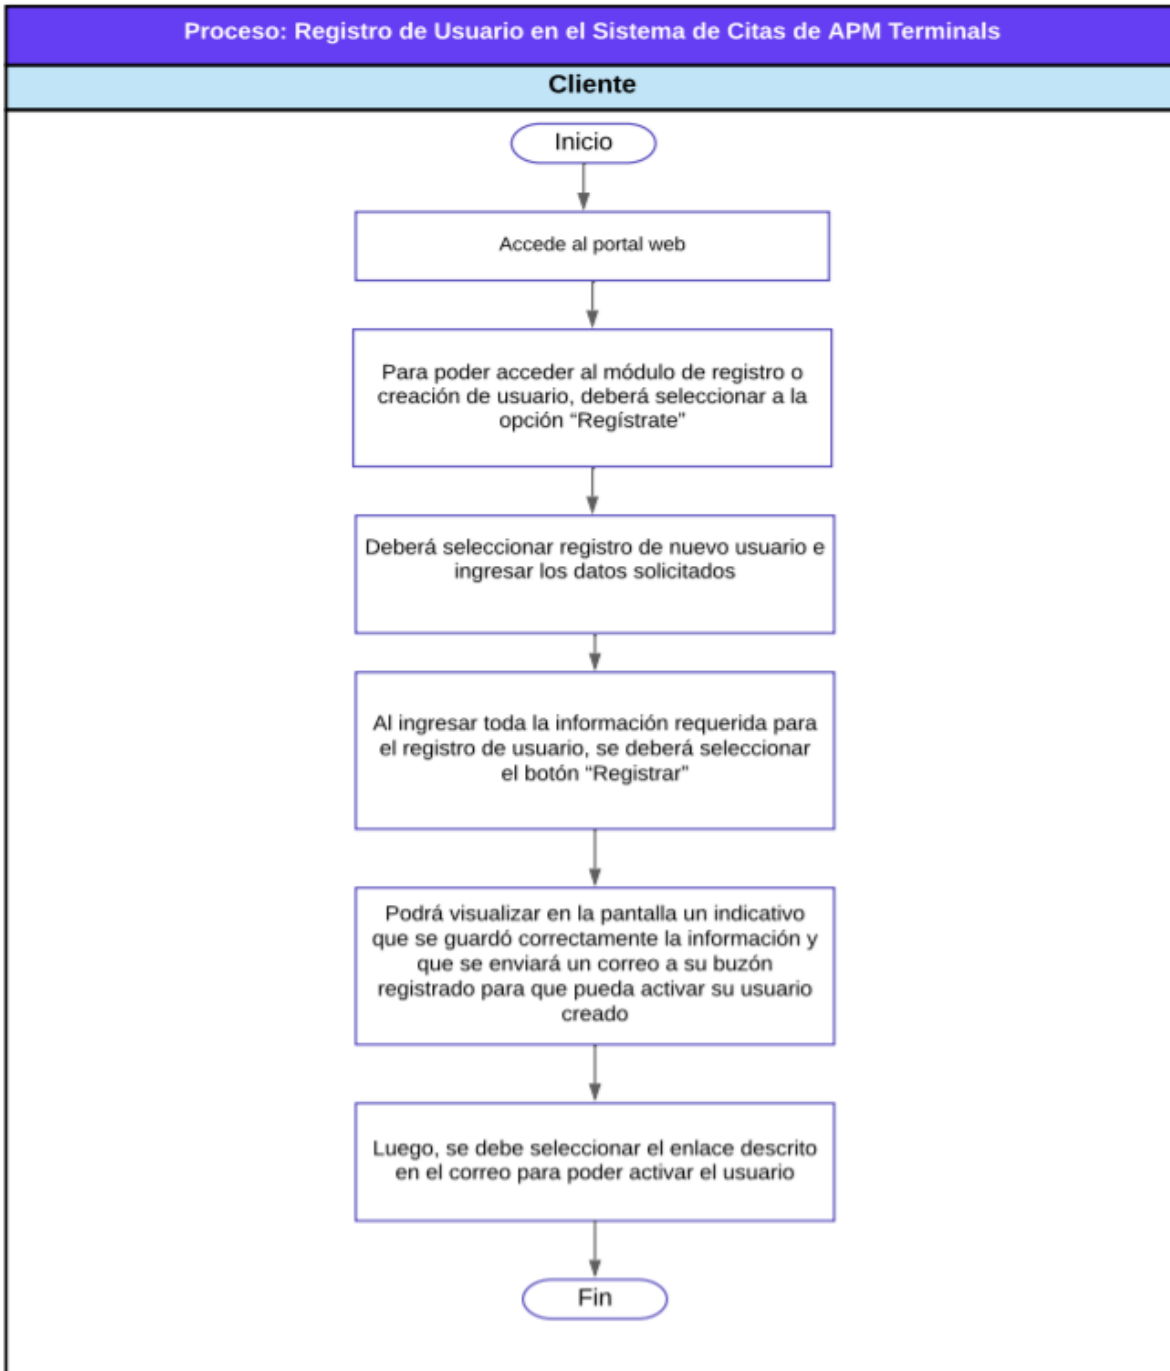 Proceso: Registro de Usuario en el Sistema de Citas de APM Terminals
Cliente
Inicio
Accede al portal web
Para poder acceder al módulo de registro o
creación de usuario, deberá seleccionar a la
opción “Regístrate”
Deberá seleccionar registro de nuevo usuario e
ingresar los datos solicitados
Al ingresar toda la información requerida para
el registro de usuario, se deberá seleccionar
el botón “Registrar”
Podrá visualizar en la pantalla un indicativo
que se guardó correctamente la información y
que se enviará un correo a su buzón
registrado para que pueda activar su usuario
creado
Luego, se debe seleccionar el enlace descrito
en el correo para poder activar el usuario
Fin